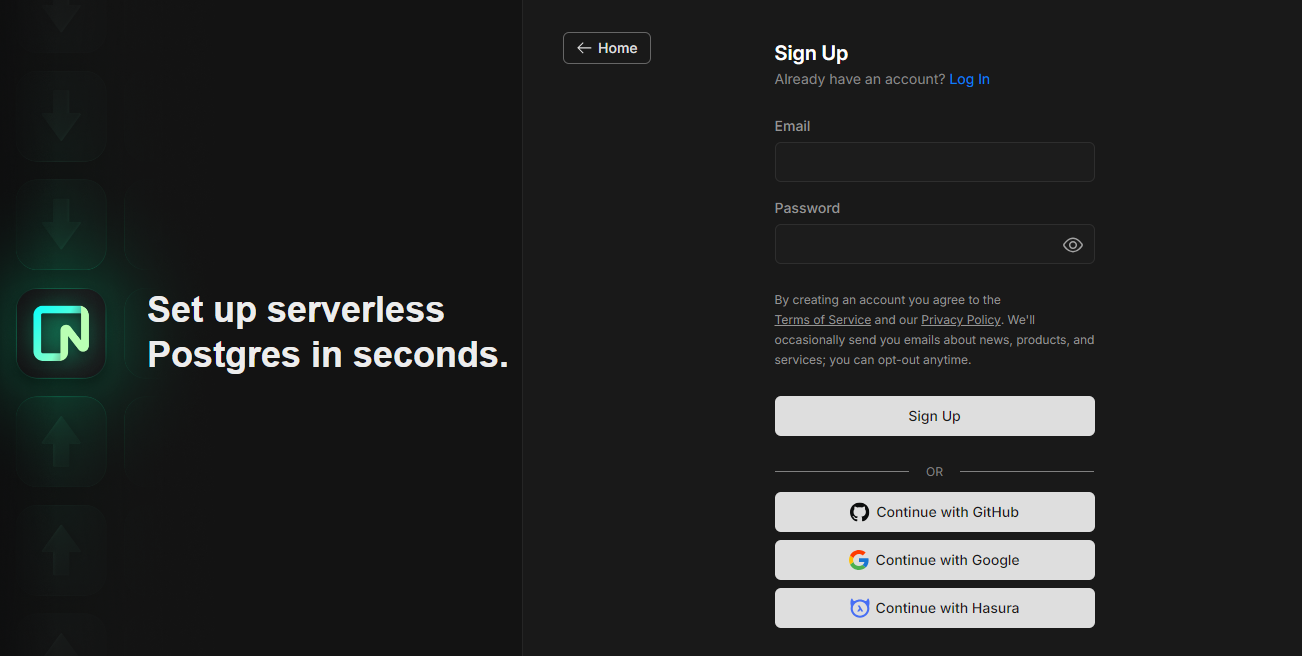 Set up serverless
Postgres in seconds.
Home
Sign Up
Already have an account? Log In
Email
Password
By creating an account you agree to the
Terms of Service and our Privacy Policy. We'll
occasionally send you emails about news, products, and
services; you can opt-out anytime.
Sign Up
OR
Continue with GitHub
Continue with Google
Continue with Hasura